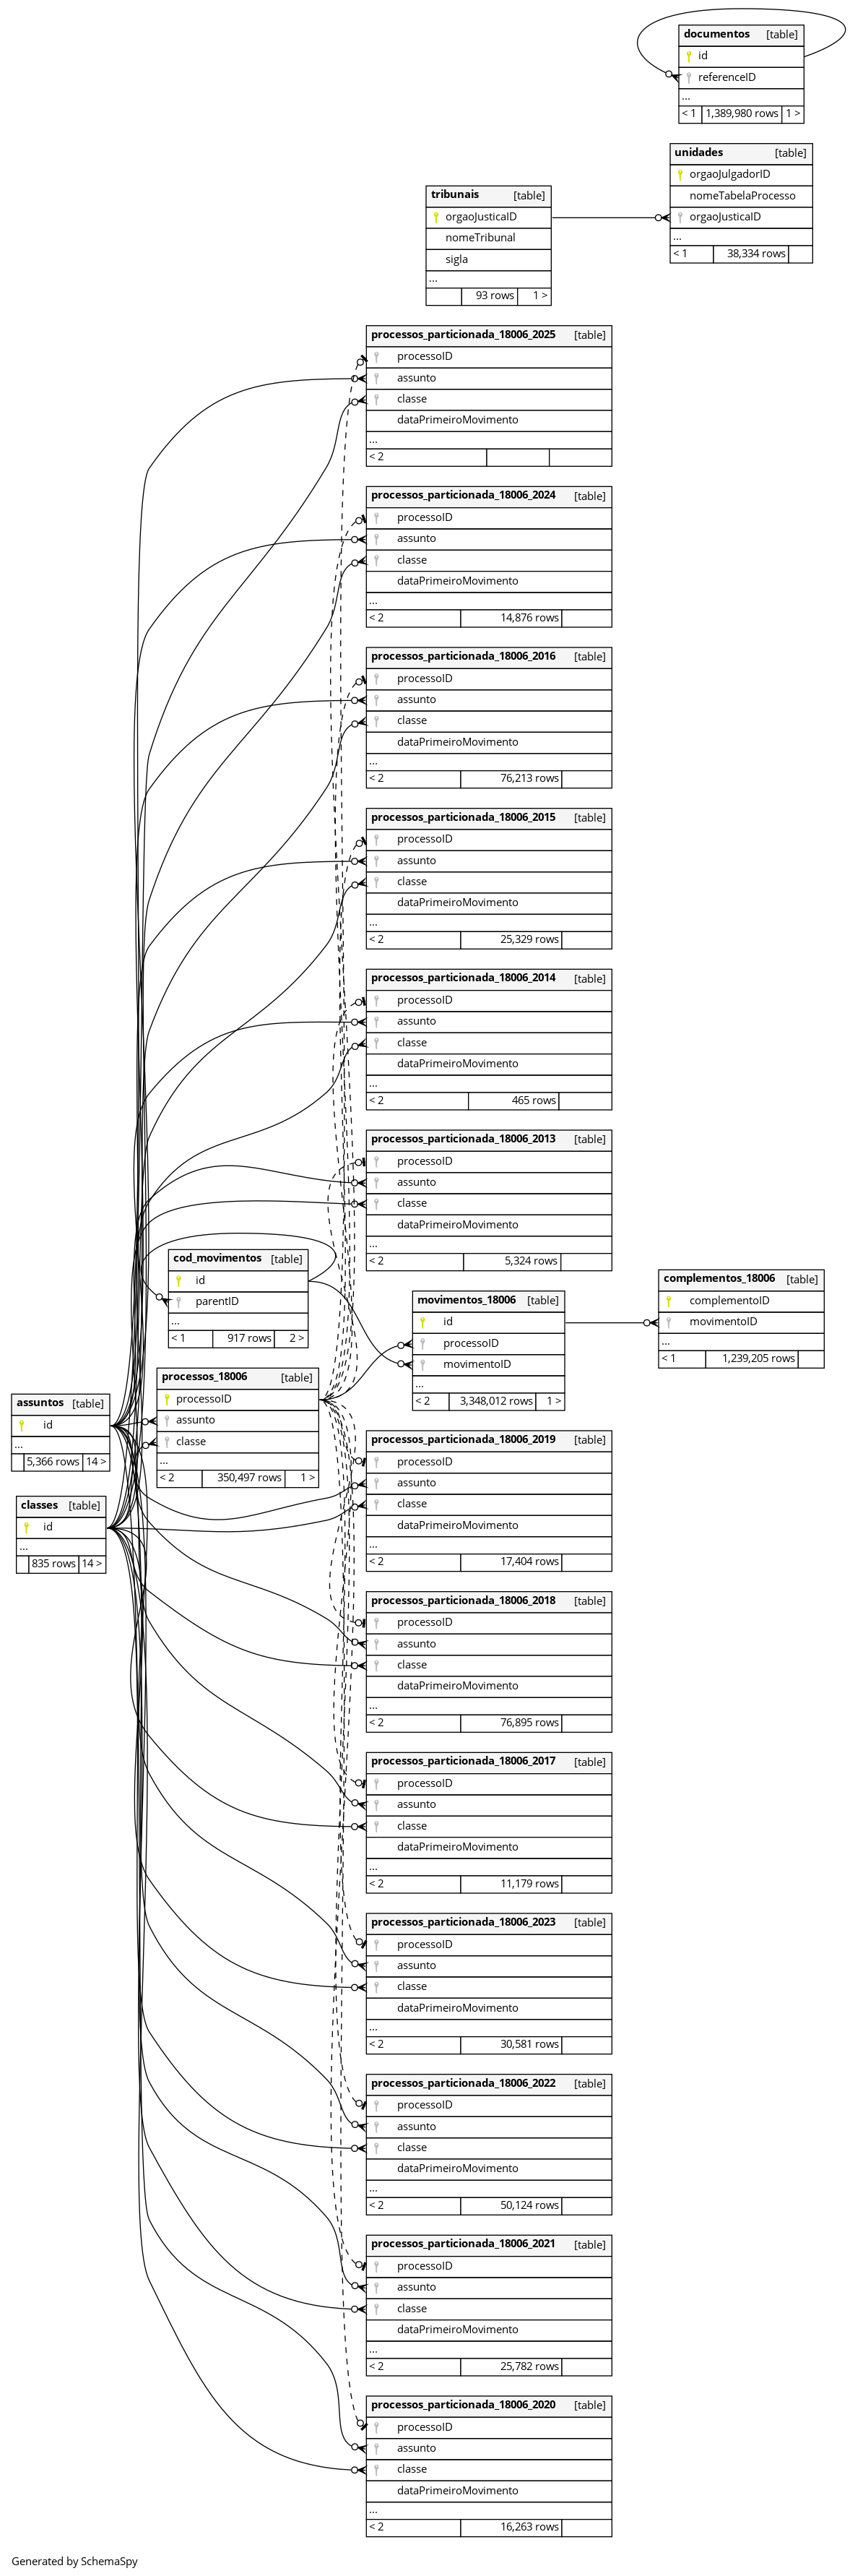 documentos [table]
id
referenceID
...
< 1 1,389,980 rows 1 >
unidades [table]
orgaoJulgadorID
nomeTabelaProcesso
orgaoJusticaID
...
< 1 38,334 rows
tribunais [table]
orgaoJusticaID
nomeTribunal
sigla
...
93 rows 1 >
processos_particionada_18006_2025 [table]
processoID
assunto
classe
dataPrimeiroMovimento
...
< 2
processos_particionada_18006_2024 [table]
processoID
assunto
classe
dataPrimeiroMovimento
...
< 2 14,876 rows
processos_particionada_18006_2016 [table]
processoID
assunto
classe
dataPrimeiroMovimento
...
< 2 76,213 rows
processos_particionada_18006_2015 [table]
processoID
assunto
classe
dataPrimeiroMovimento
...
< 2 25,329 rows
processos_particionada_18006_2014 [table]
processoID
assunto
classe
dataPrimeiroMovimento
...
< 2 465 rows
processos_particionada_18006_2013 [table]
processoID
assunto
classe
dataPrimeiroMovimento
...
< 2 5,324 rows
cod_movimentos [table]
id
parentID
...
< 1 917 rows 2 >
movimentos_18006 [table]
id
processoID
movimentoID
...
< 2 3,348,012 rows 1 >
complementos_18006 [table]
complementoID
movimentoID
...
< 1 1,239,205 rows
processos_18006 [table]
processoID
assunto
classe
...
< 2 350,497 rows 1 >
assuntos [table]
id
...
5,366 rows 14 >
classes [table]
id
...
835 rows 14 >
processos_particionada_18006_2019 [table]
processoID
assunto
classe
dataPrimeiroMovimento
...
< 2 17,404 rows
processos_particionada_18006_2018 [table]
processoID
assunto
classe
dataPrimeiroMovimento
...
< 2 76,895 rows
processos_particionada_18006_2017 [table]
processoID
assunto
classe
dataPrimeiroMovimento
...
< 2 11,179 rows
processos_particionada_18006_2023 [table]
processoID
assunto
classe
dataPrimeiroMovimento
...
< 2 30,581 rows
processos_particionada_18006_2022 [table]
processoID
assunto
classe
dataPrimeiroMovimento
...
< 2 50,124 rows
processos_particionada_18006_2021 [table]
processoID
assunto
classe
dataPrimeiroMovimento
...
< 2 25,782 rows
processos_particionada_18006_2020 [table]
processoID
assunto
classe
dataPrimeiroMovimento
...
< 2 16,263 rows
Generated by SchemaSpy